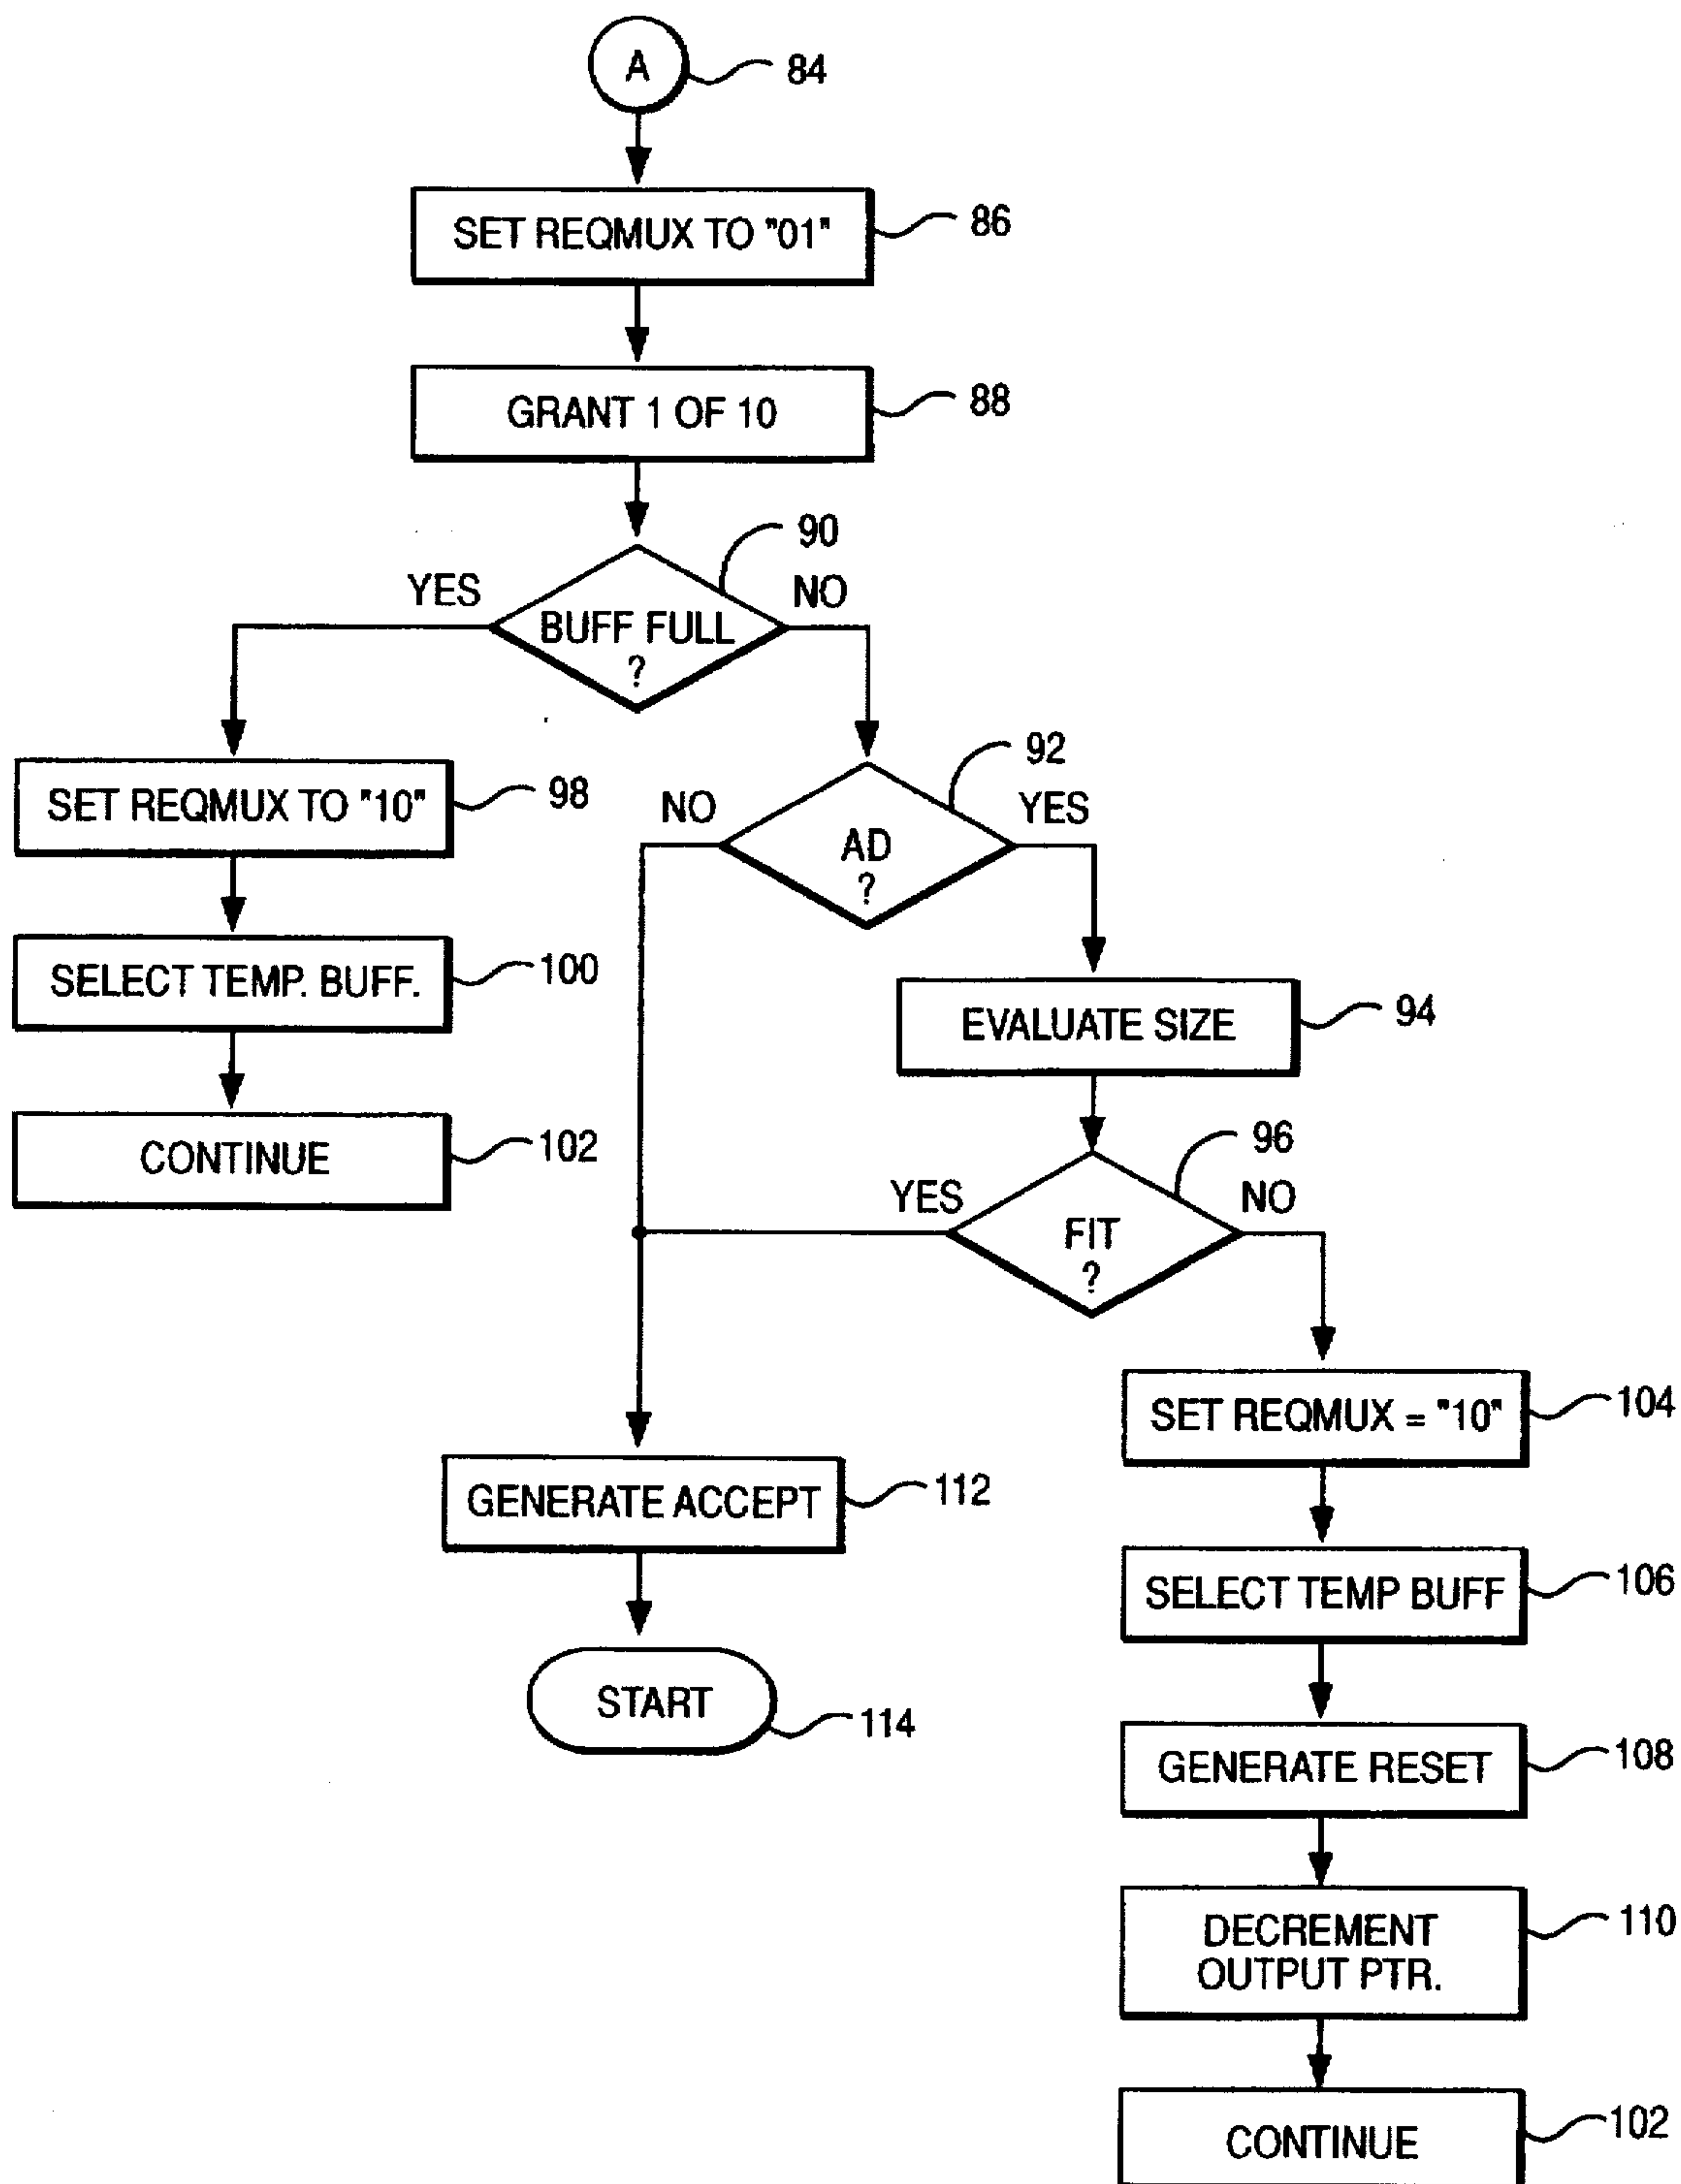 A
84
SET REQMUX TO "01"
86
GRANT 1 OF 10
88
90
YES
NO
BUFF FULL
?
92
SET REQMUX TO "10"
98
NO
YES
AD
?
SELECT TEMP. BUFF.
100
EVALUATE SIZE
94
CONTINUE
102
96
YES
NO
FIT
?
SET REQMUX = "10"
104
GENERATE ACCEPT
112
SELECT TEMP BUFF
106
START
114
GENERATE RESET
108
DECREMENT
OUTPUT PTR.
110
CONTINUE
102